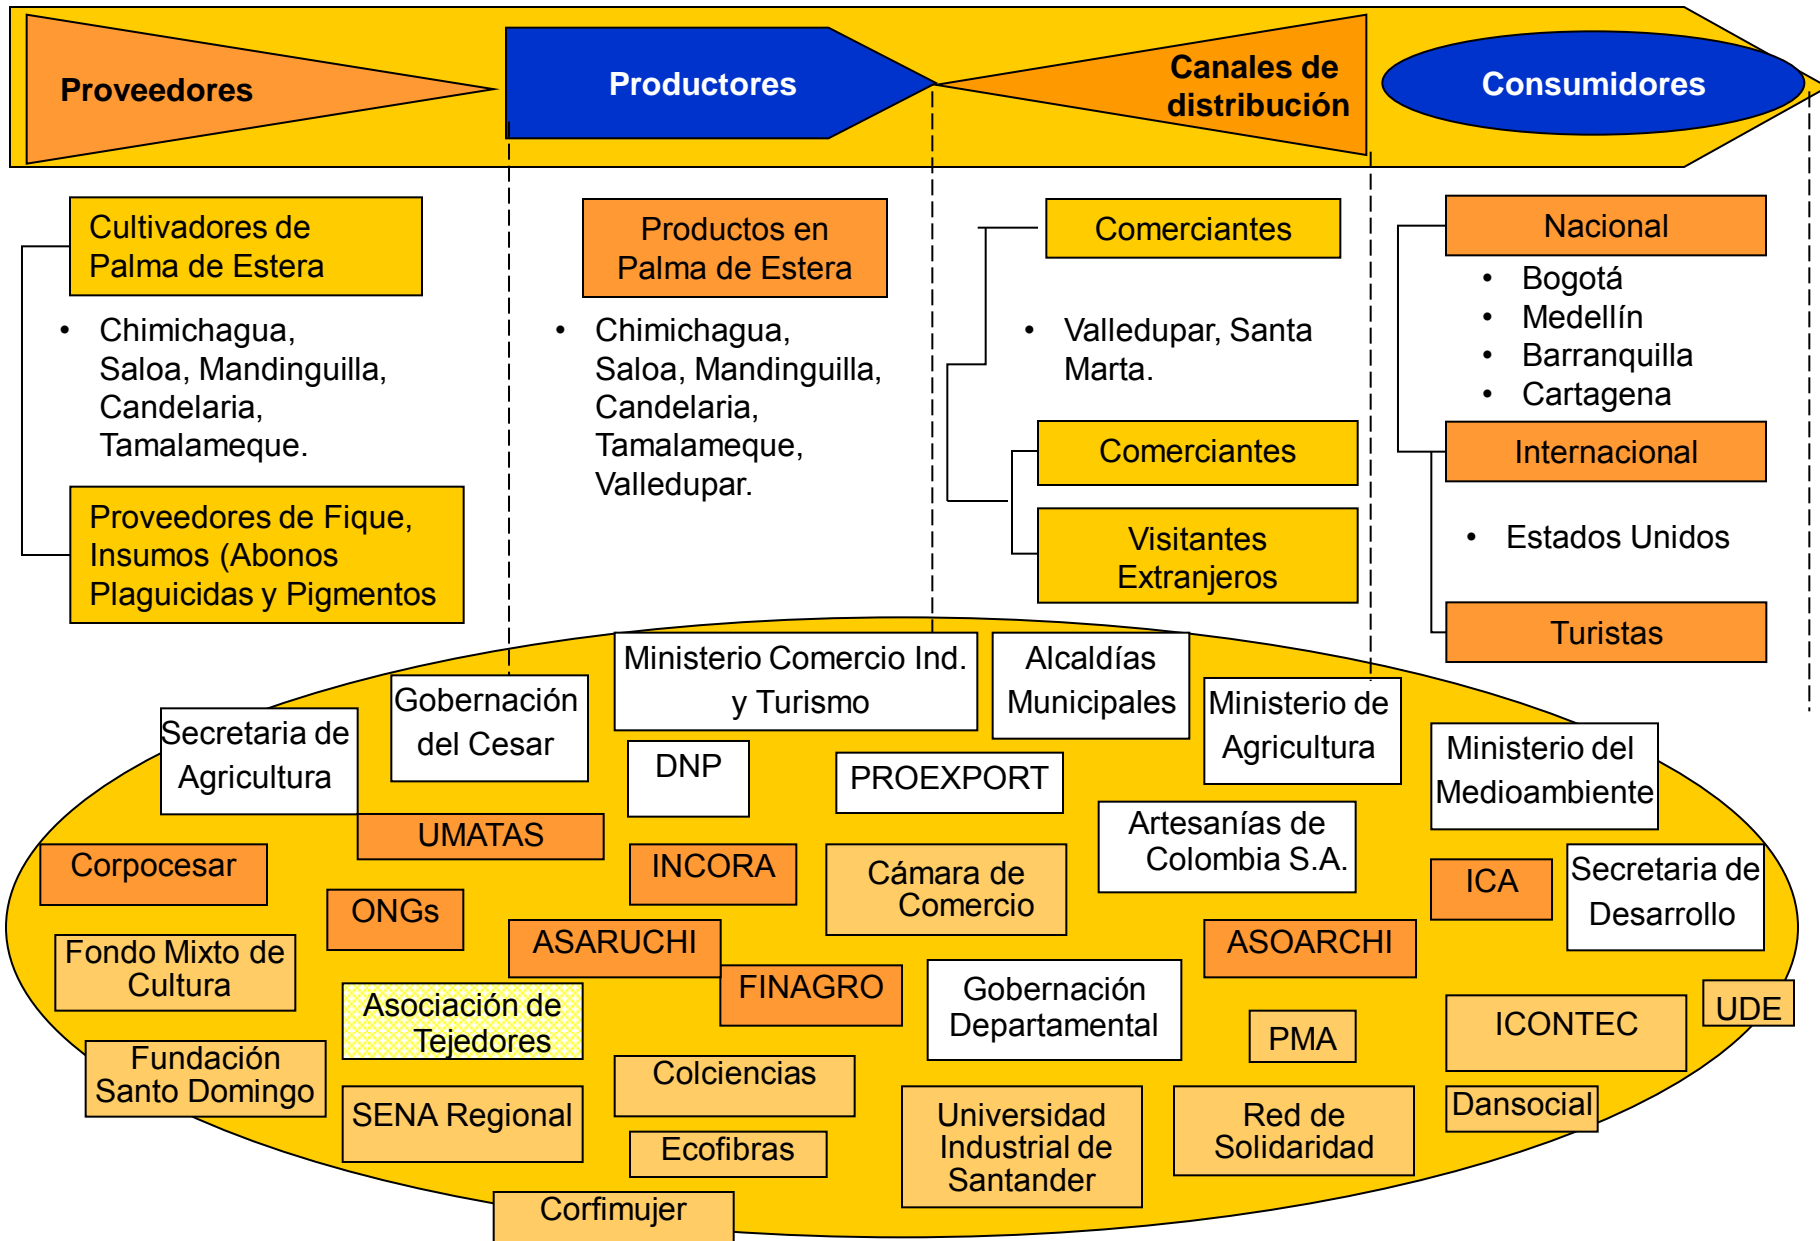 Proveedores
Productores
Canales de
distribución
Consumidores
Cultivadores de
Palma de Estera
• Chimichagua,
Saloa, Mandinguilla,
Candelaria,
Tamalameque.
Proveedores de Fique,
Insumos (Abonos
Plaguicidas y Pigmentos
Productos en
Palma de Estera
• Chimichagua,
Saloa, Mandinguilla,
Candelaria,
Tamalameque,
Valledupar.
Comerciantes
• Valledupar, Santa
Marta.
Comerciantes
Visitantes
Extranjeros
Nacional
• Bogotá
• Medellín
• Barranquilla
• Cartagena
Internacional
• Estados Unidos
Turistas
Ministerio Comercio Ind.
y Turismo
Alcaldías
Municipales
Gobernación
del Cesar
Ministerio de
Agricultura
Secretaria de
Agricultura
Ministerio del
Medioambiente
DNP
PROEXPORT
Artesanías de
Colombia S.A.
UMATAS
Corpocesar
INCORA
Cámara de
Comercio
ICA
Secretaria de
Desarrollo
ONGs
ASARUCHI
ASOARCHI
Fondo Mixto de
Cultura
FINAGRO
Gobernación
Departamental
Asociación de
Tejedores
UDE
ICONTEC
PMA
Fundación
Santo Domingo
Colciencias
SENA Regional
Universidad
Industrial de
Santander
Red de
Solidaridad
Dansocial
Ecofibras
Corfimujer